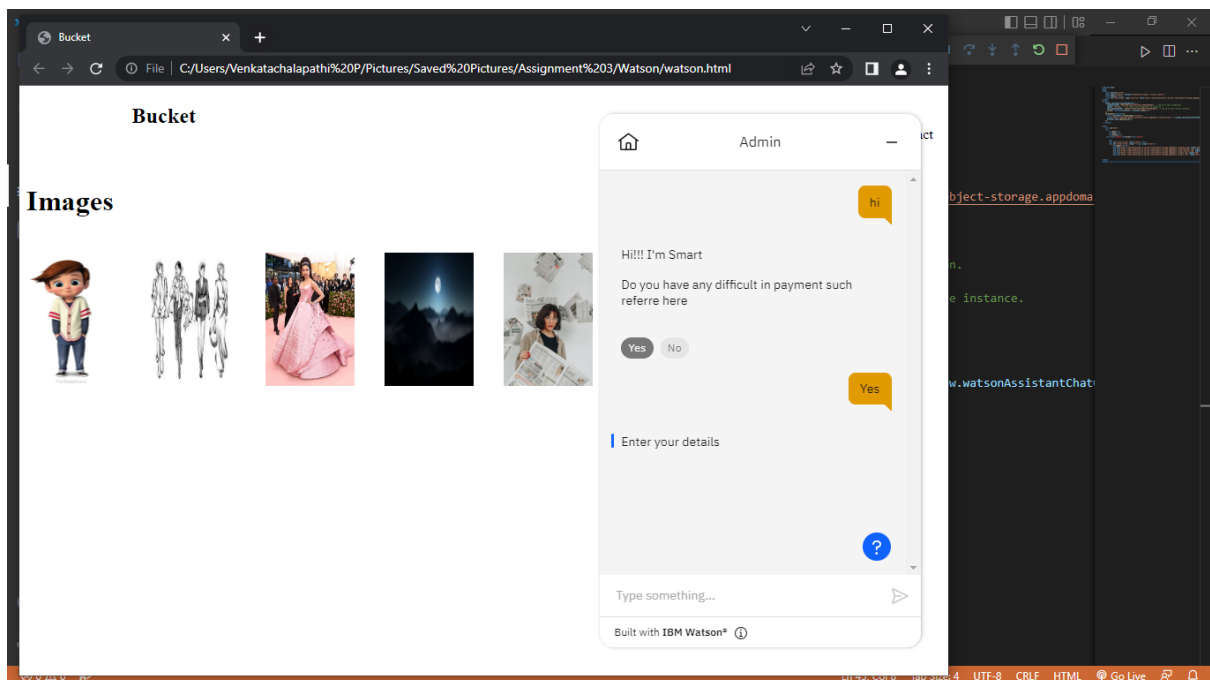 Bucket
File
C:/Users/Venkatachalapathi%20P/Pictures/Saved%20Pictures/Assignment%203/Watson/watson.html
Bucket
Images
Admin
hi
Hi!!! I'm Smart
Do you have any difficult in payment such
referre here
Yes
No
Yes
Enter your details
?
Type something...
Built with IBM Watson®
bject-storage.appdoma
n.
e instance.
w.watsonAssistantChat
4 UTF-8 CRLF HTML Go Live